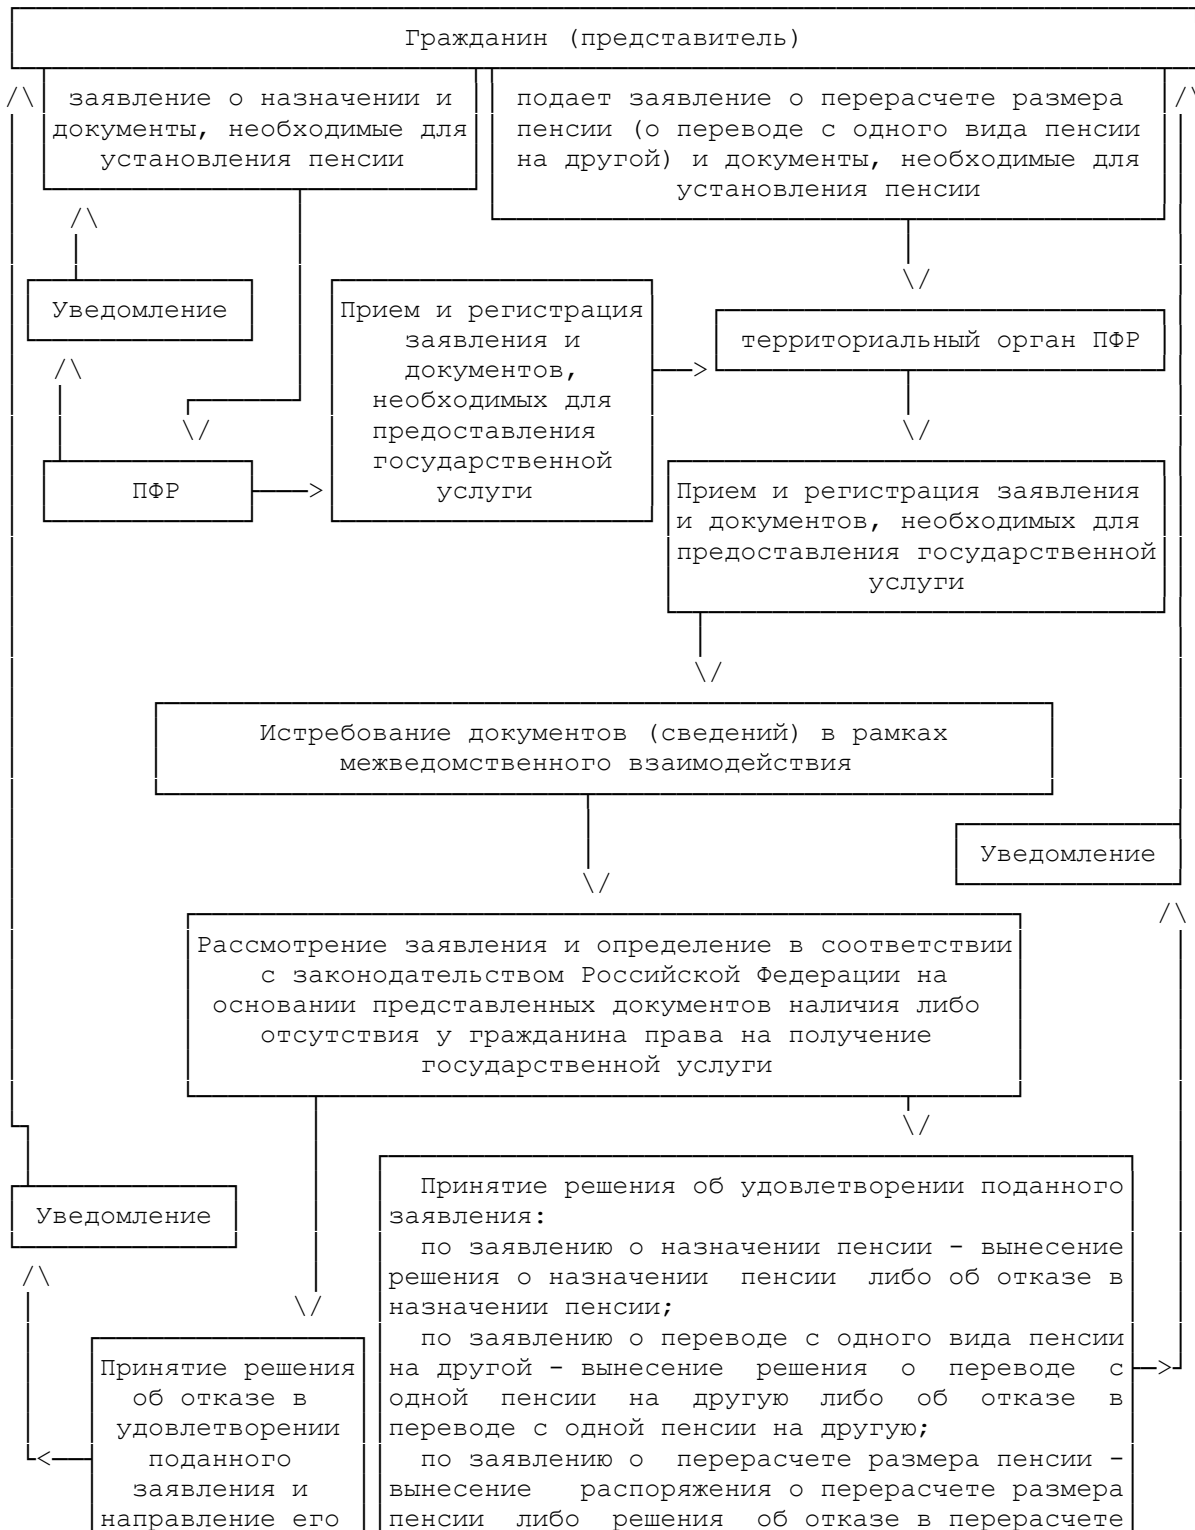 Гражданин (представитель)
заявление о назначении и
документы, необходимые для
установления пенсии
подает заявление о перерасчете размера
пенсии (о переводе с одного вида пенсии
на другой) и документы, необходимые для
установления пенсии
Уведомление
Прием и регистрация
заявления и
документов,
необходимых для
предоставления
государственной
услуги
территориальный орган ПФР
ПФР
Прием и регистрация заявления
и документов, необходимых для
предоставления государственной
услуги
Истребование документов (сведений) в рамках
межведомственного взаимодействия
Уведомление
Рассмотрение заявления и определение в соответствии
с законодательством Российской Федерации на
основании представленных документов наличия либо
отсутствия у гражданина права на получение
государственной услуги
Уведомление
Принятие решения об удовлетворении поданного
заявления:
по заявлению о назначении пенсии - вынесение
решения о назначении пенсии либо об отказе в
назначении пенсии;
по заявлению о переводе с одного вида пенсии
на другой - вынесение решения о переводе с
одной пенсии на другую либо об отказе в
переводе с одной пенсии на другую;
по заявлению о перерасчете размера пенсии -
вынесение распоряжения о перерасчете размера
пенсии либо решения об отказе в перерасчете
Принятие решения
об отказе в
удовлетворении
поданного
заявления и
направление его